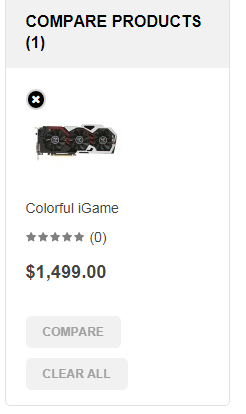 COMPARE PRODUCTS
(1)
Colorful iGame
(0)
$1,499.00
COMPARE
CLEAR ALL